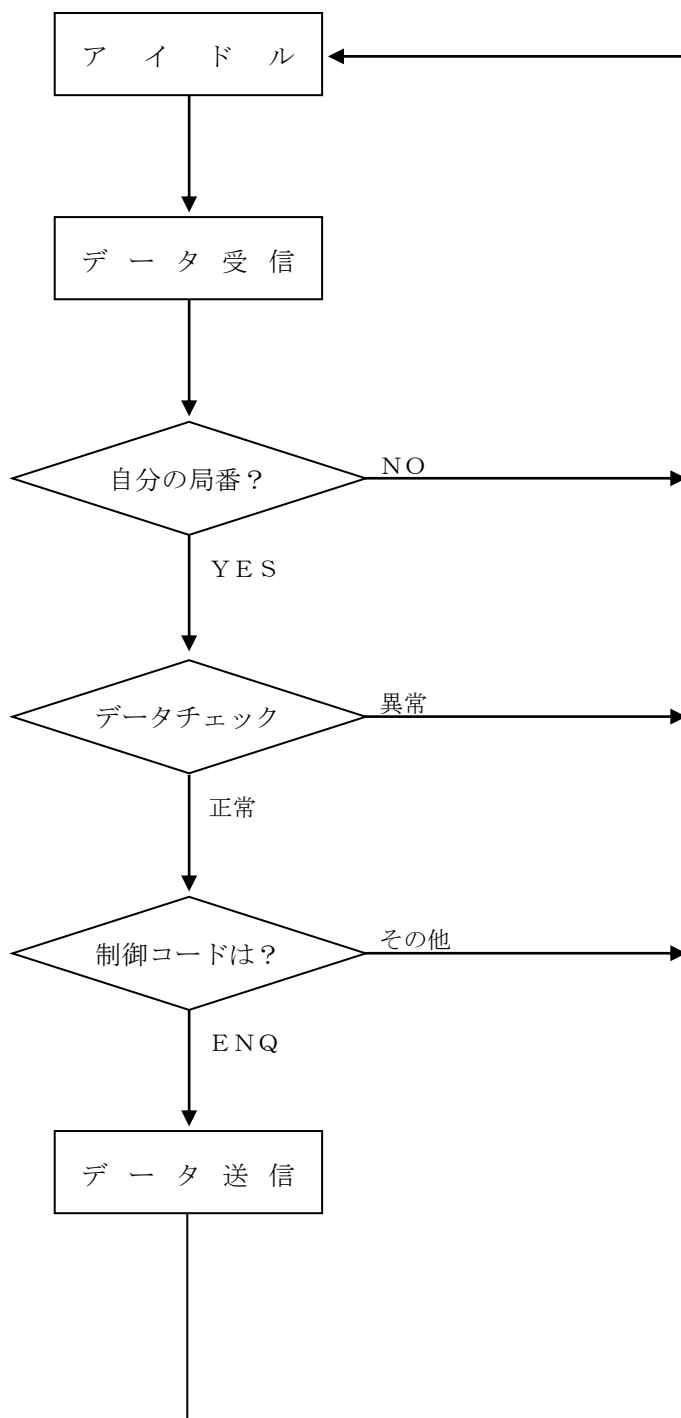 アイドル
データ受信
自分の局番？
ＮＯ
ＹＥＳ
データチェック
異常
正常
制御コードは？
その他
ＥＮＱ
データ送信